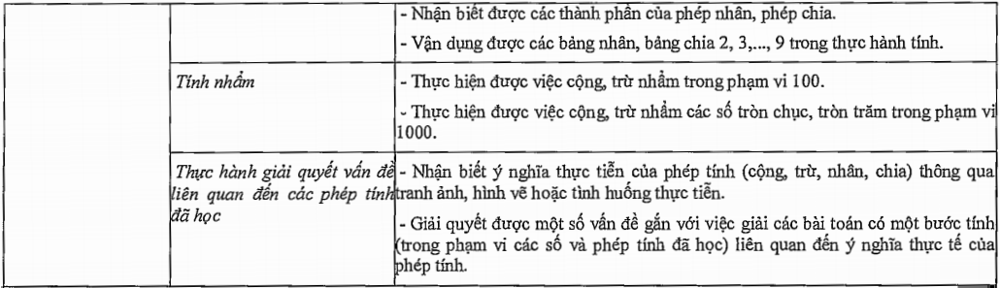 - Nhận biết được các thành phần của phép nhân, phép chia.
- Vận dụng được các bảng nhân, bảng chia 2, 3,..., 9 trong thực hành tính.
Tính nhẩm
- Thực hiện được việc cộng, trừ nhẩm trong phạm vi 100.
- Thực hiện được việc cộng, trừ nhẩm các số tròn chục, tròn trăm trong phạm vi
1000.
Thực hành giải quyết vấn đề
liên quan đến các phép tính
đã học
- Nhận biết ý nghĩa thực tiễn của phép tính (cộng, trừ, nhân, chia) thông qua
tranh ảnh, hình vẽ hoặc tình huống thực tiễn.
- Giải quyết được một số vấn đề gắn với việc giải các bài toán có một bước tính
(trong phạm vi các số và phép tính đã học) liên quan đến ý nghĩa thực tế của
phép tính.